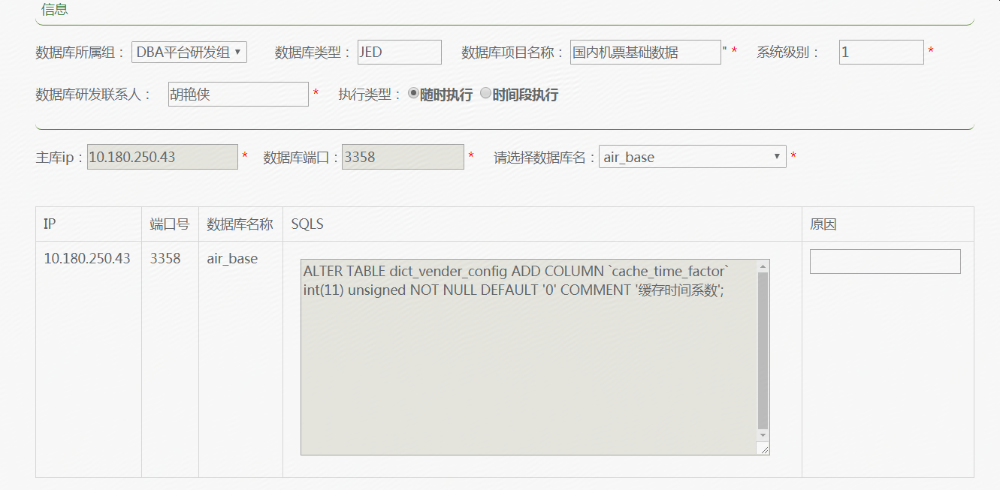 信息
数据库所属组： DBA平台研发组 数据库类型： JED 数据库项目名称： 国内机票基础数据 " * 系统级别： 1 *
数据库研发联系人： 胡艳侠 * 执行类型： 随时执行 时间段执行
主库ip： 10.180.250.43 * 数据库端口： 3358 * 请选择数据库名： air_base *
IP 端口号 数据库名称 SQLS 原因
10.180.250.43 3358 air_base
ALTER TABLE dict_vender_config ADD COLUMN `cache_time_factor`
int(11) unsigned NOT NULL DEFAULT '0' COMMENT '缓存时间系数';